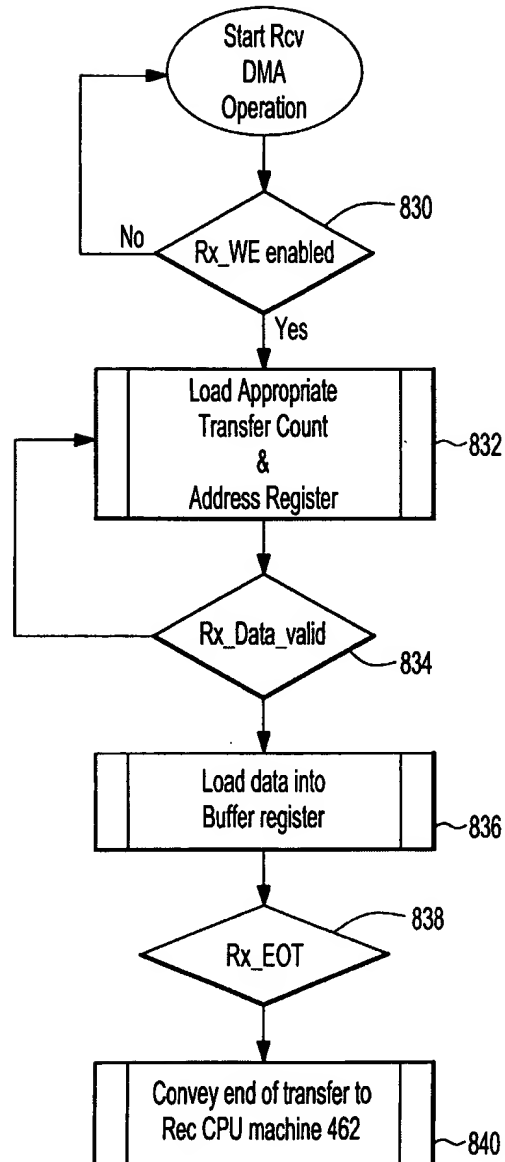 Start Rcv
DMA
Operation
830
No
Rx_WE enabled
Yes
Load Appropriate
Transfer Count
&
Address Register
832
Rx_Data_valid
834
Load data into
Buffer register
836
838
Rx_EOT
Convey end of transfer to
Rec CPU machine 462
840